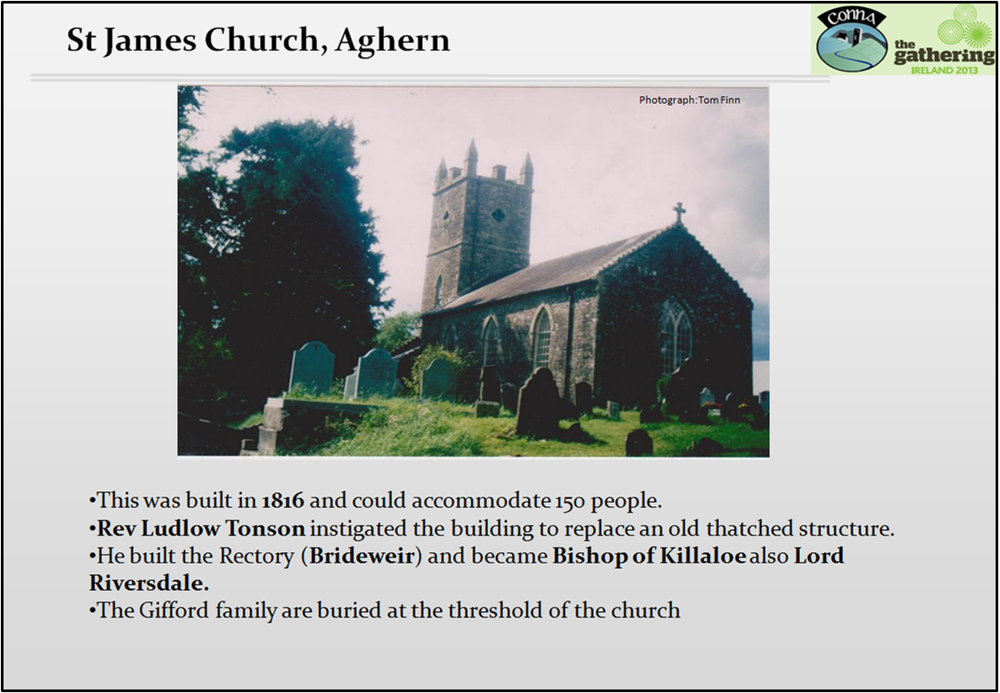 St James Church, Aghern
conna
the
gathering
IRELAND 2013
Photograph:Tom Finn
•This was built in 1816 and could accommodate 150 people.
•Rev Ludlow Tonson instigated the building to replace an old thatched structure.
•He built the Rectory (Brideweir) and became Bishop of Killaloe also Lord
Riversdale.
•The Gifford family are buried at the threshold of the church